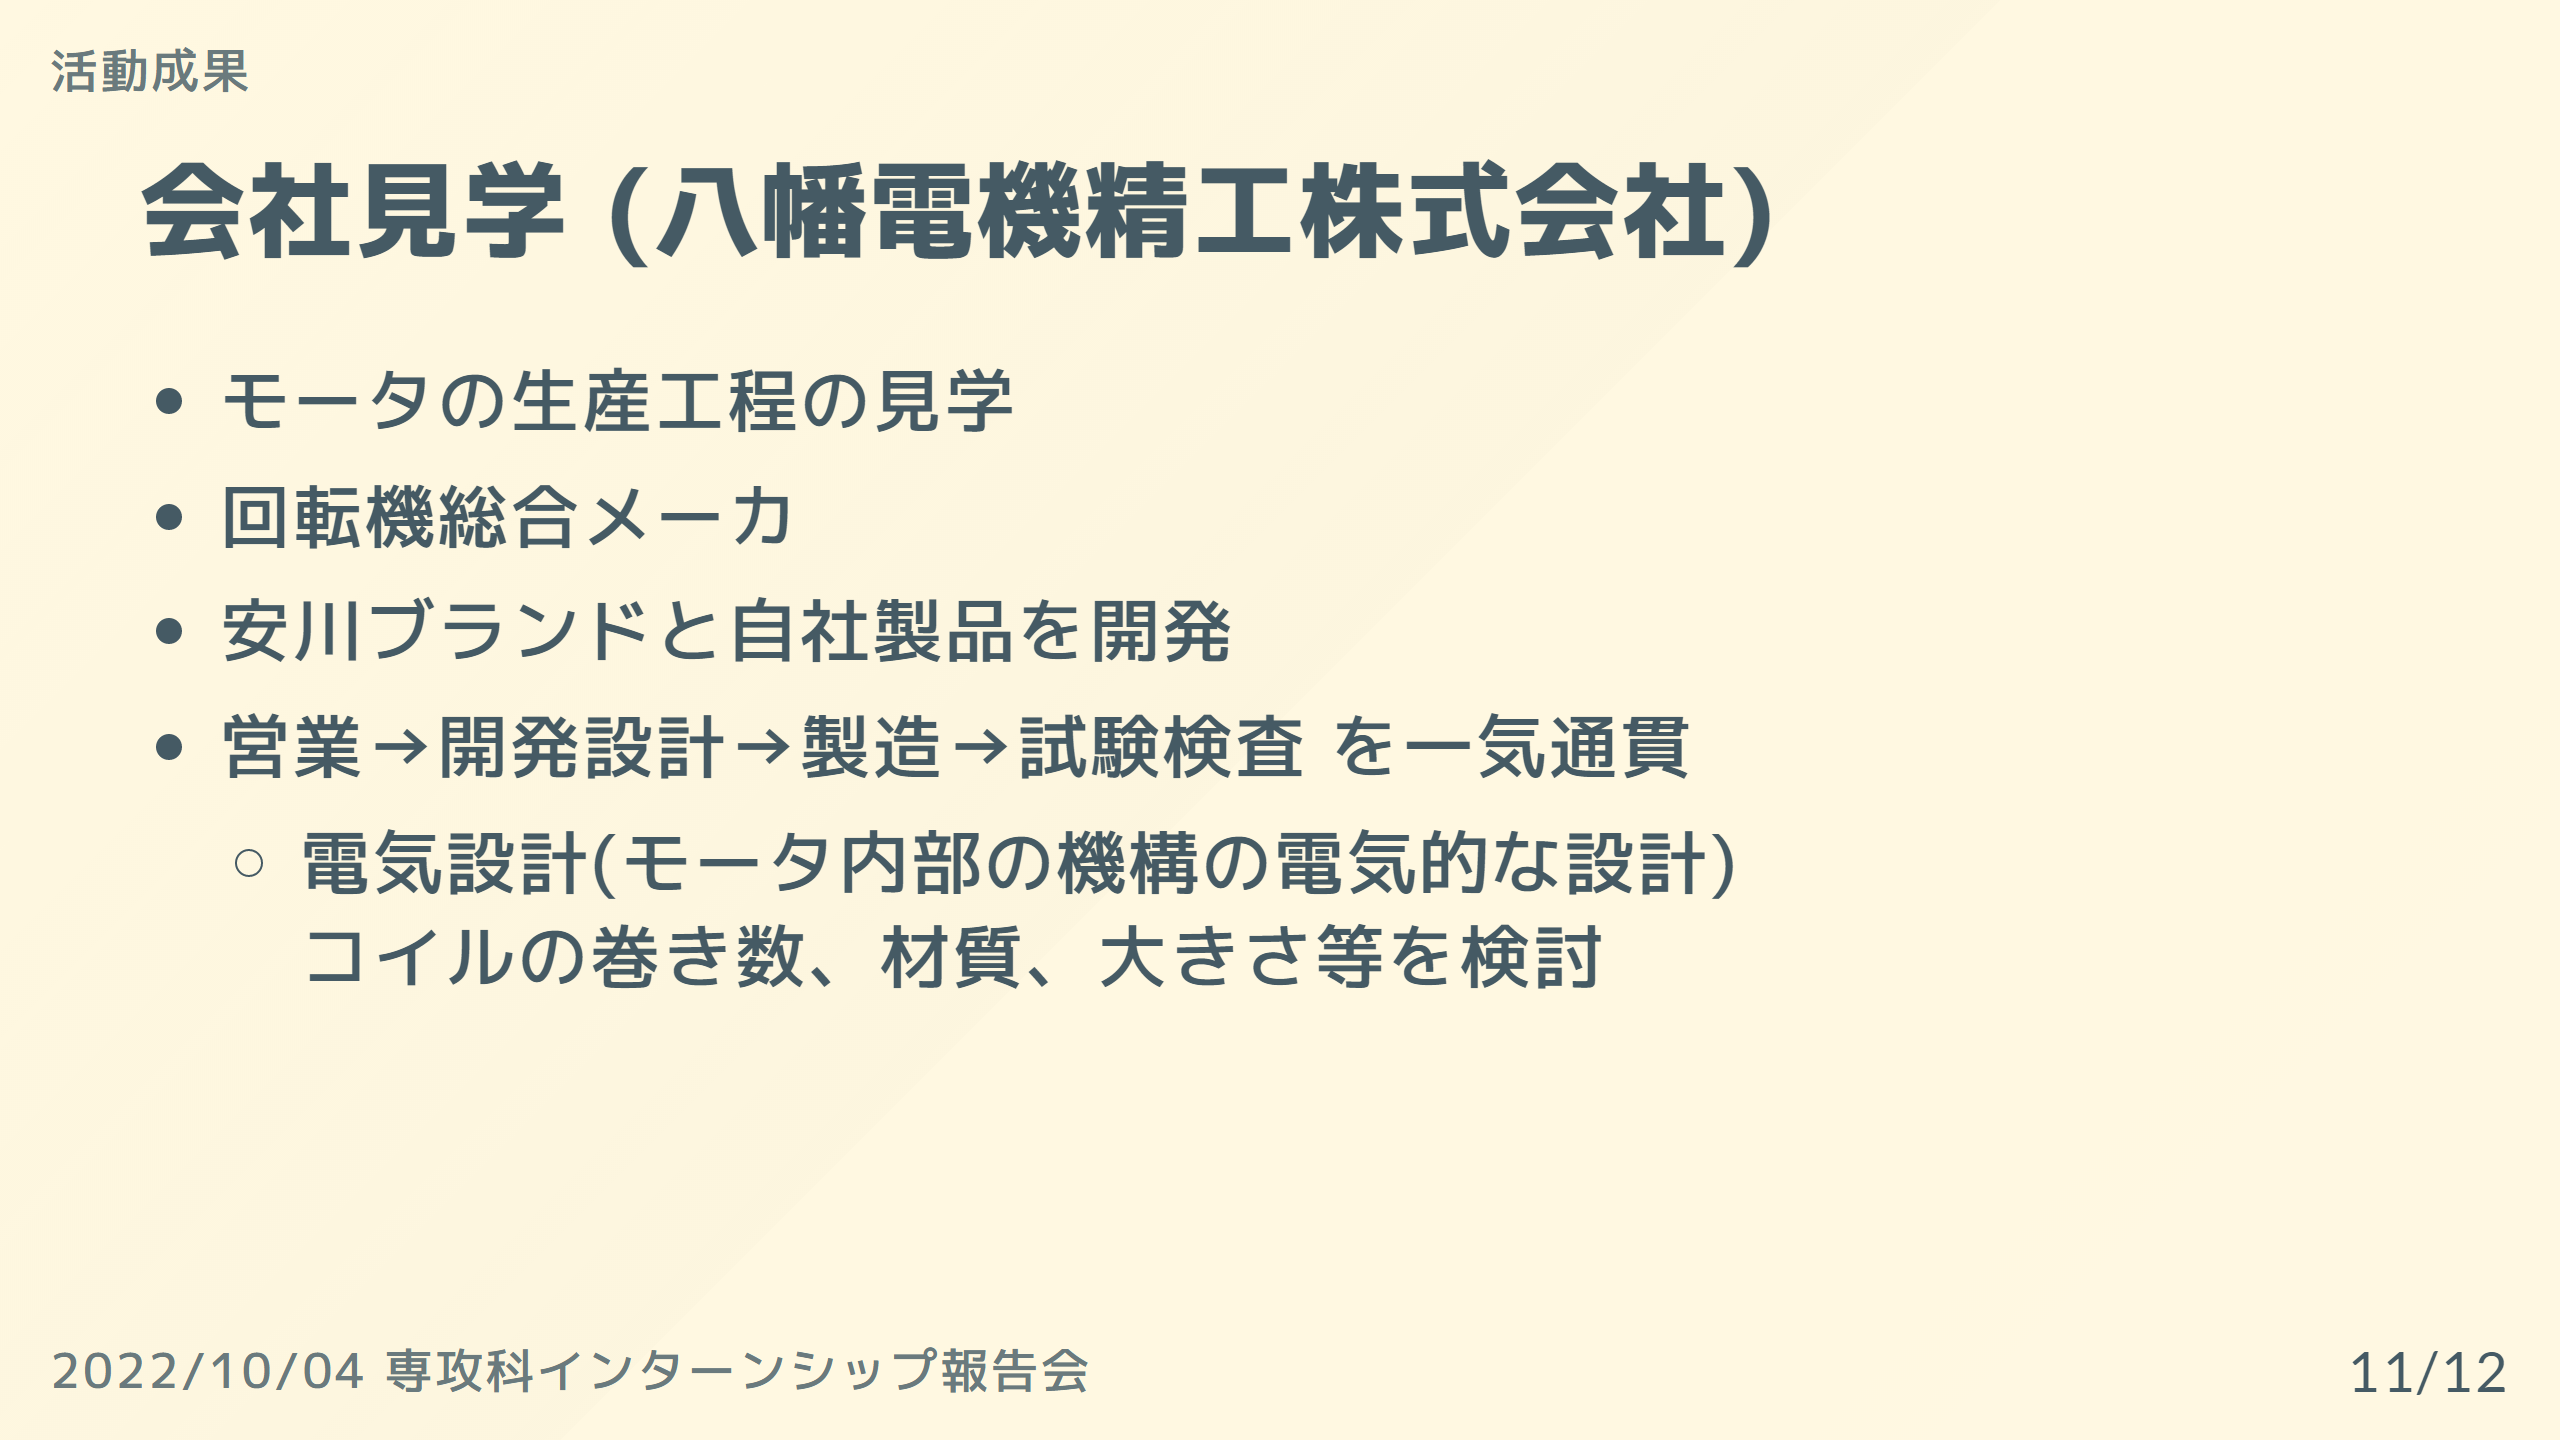 活動成果
会社見学 (八幡電機精工株式会社)
• モータの生産工程の見学
• 回転機総合メーカ
• 安川ブランドと自社製品を開発
• 営業→開発設計→製造→試験検査 を一気通貫
○ 電気設計(モータ内部の機構の電気的な設計)
コイルの巻き数、材質、大きさ等を検討
2022/10/04 専攻科インターンシップ報告会
11/12